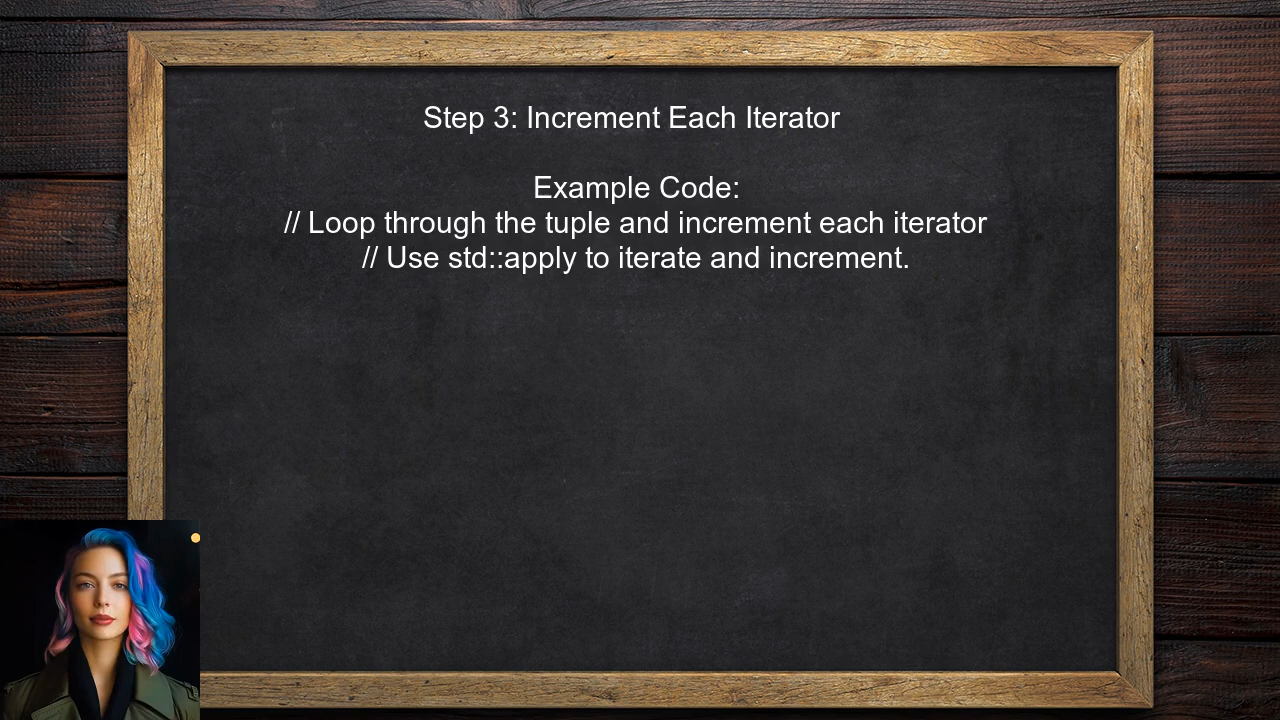 Step 3: Increment Each Iterator
Example Code:
// Loop through the tuple and increment each iterator
// Use std::apply to iterate and increment.